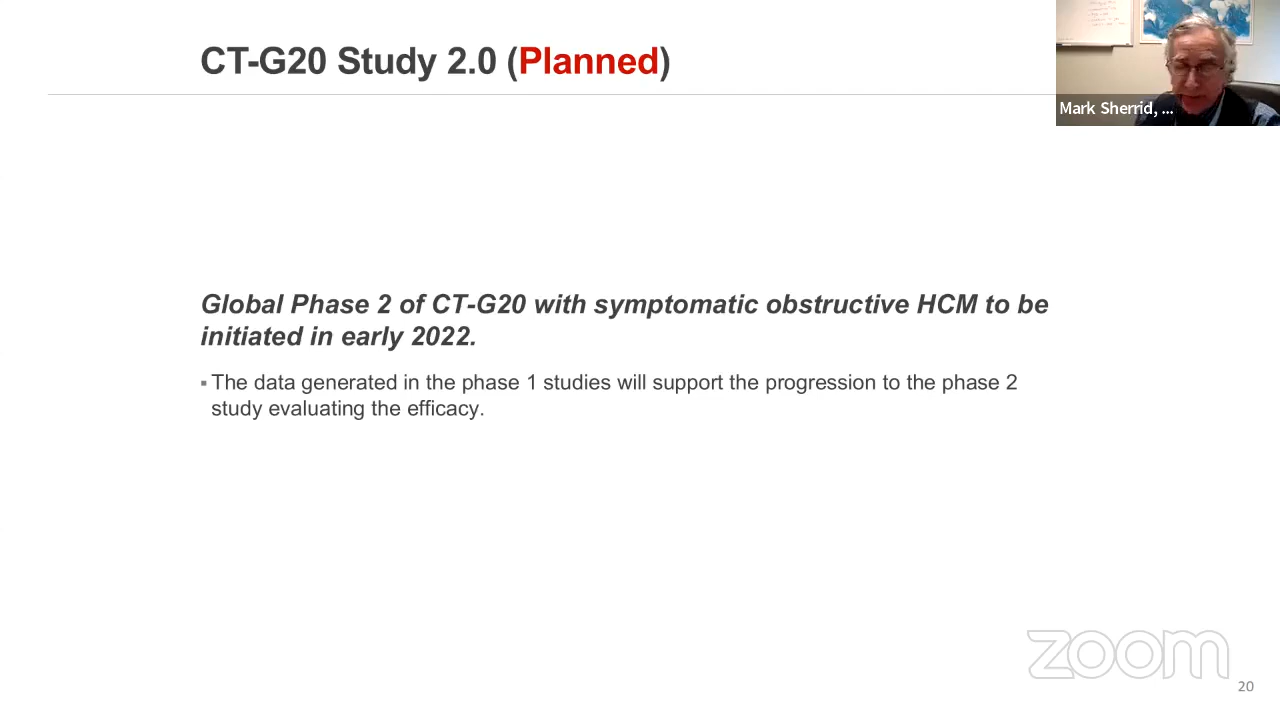 CT-G20 Study 2.0 (Planned)
Mark Sherrid, ...
Global Phase 2 of CT-G20 with symptomatic obstructive HCM to be
initiated in early 2022.
▪ The data generated in the phase 1 studies will support the progression to the phase 2
study evaluating the efficacy.
zoom
20